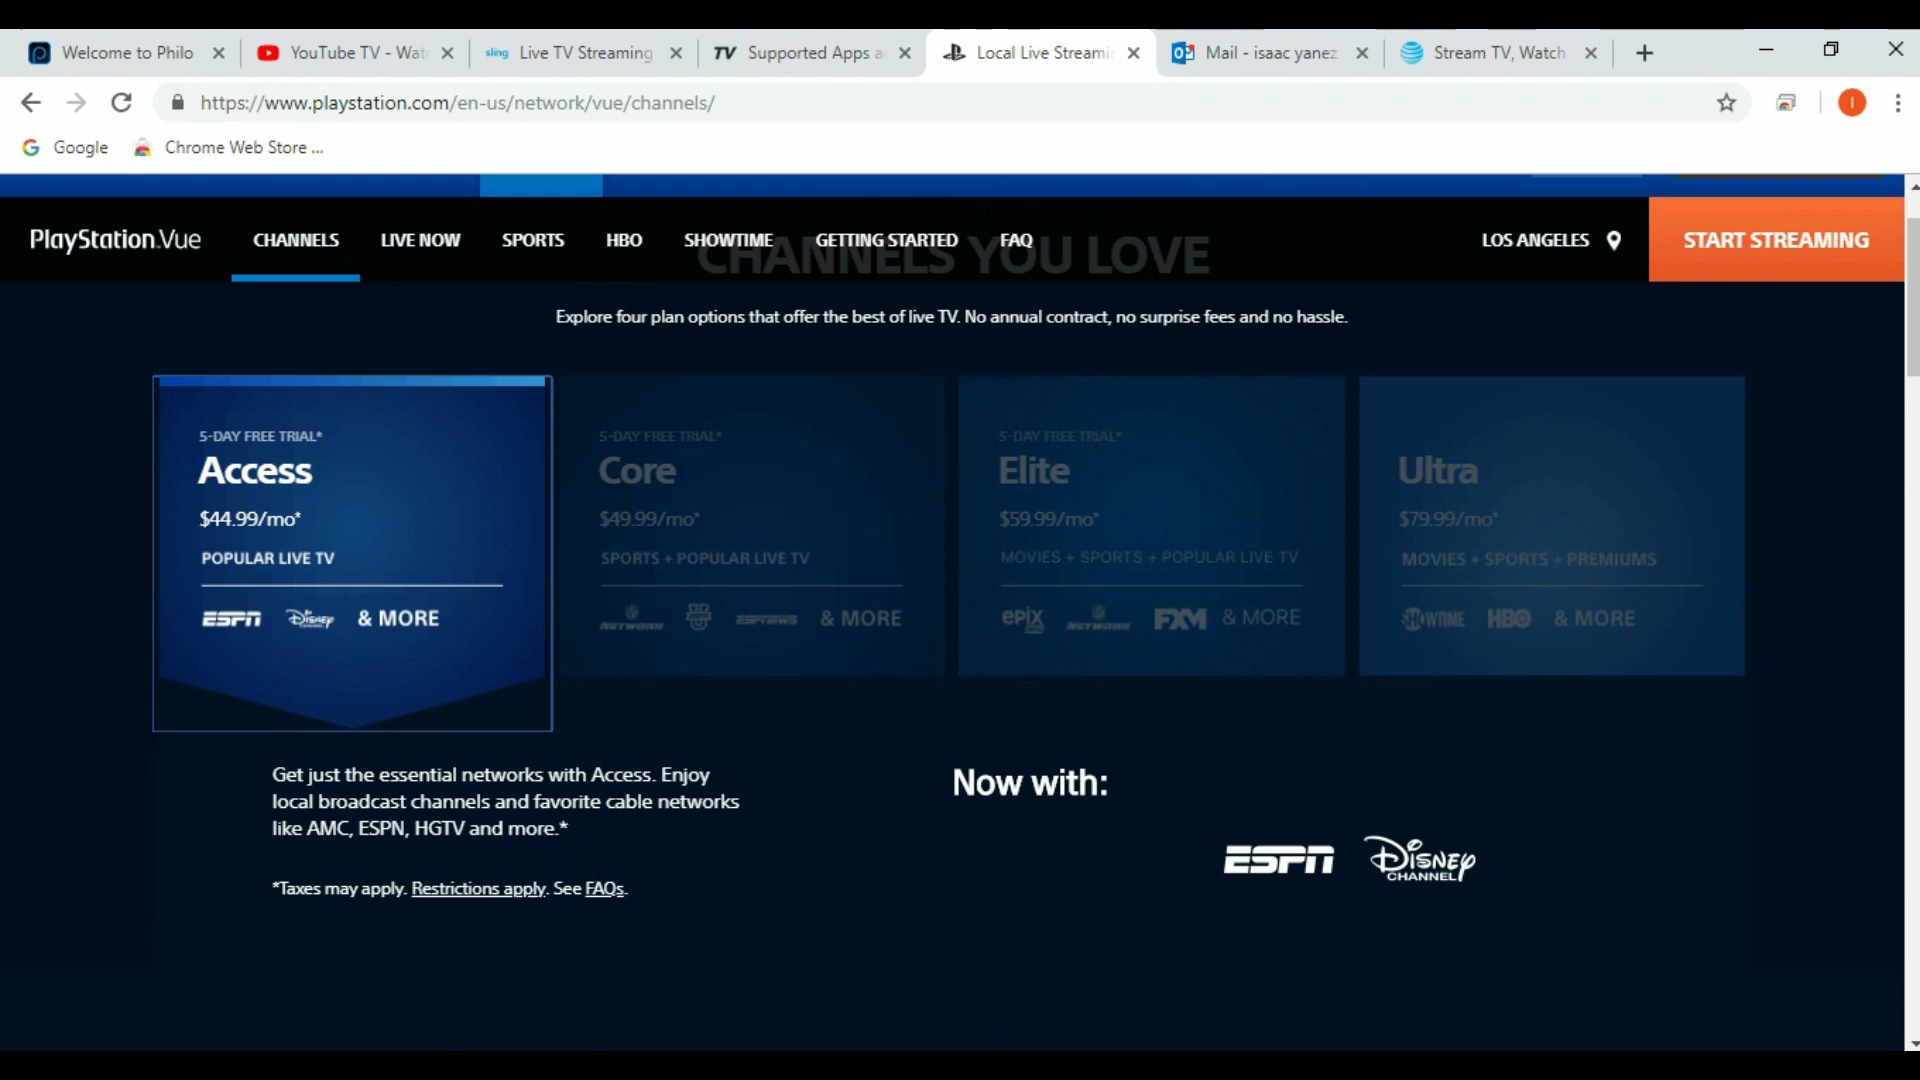 Welcome to Philo
YouTube TV - Wat
sling Live TV Streaming
TV Supported Apps a
Local Live Streami
Mail - isaac yanez
Stream TV, Watch
https://www.playstation.com/en-us/network/vue/channels/
I
Google
Chrome Web Store ...
PlayStation Vue
CHANNELS
LIVE NOW
SPORTS
HBO
SHOWTIME
GETTING STARTED
FAQ
LOS ANGELES
START STREAMING
CHANNELS YOU LOVE
Explore four plan options that offer the best of live TV. No annual contract, no surprise fees and no hassle.
5-DAY FREE TRIAL*
Access
$44.99/mo*
POPULAR LIVE TV
ESPN Disney & MORE
5-DAY FREE TRIAL*
Core
$49.99/mo*
SPORTS + POPULAR LIVE TV
NETWORK ESPNEWS & MORE
5-DAY FREE TRIAL*
Elite
$59.99/mo*
MOVIES + SPORTS + POPULAR LIVE TV
epix NETWORK FXM & MORE
Ultra
$79.99/mo*
MOVIES + SPORTS + PREMIUMS
SHOWTIME HBO & MORE
Get just the essential networks with Access. Enjoy
local broadcast channels and favorite cable networks
like AMC, ESPN, HGTV and more.*
*Taxes may apply. Restrictions apply. See FAQs.
Now with:
ESPN
Disney
CHANNEL